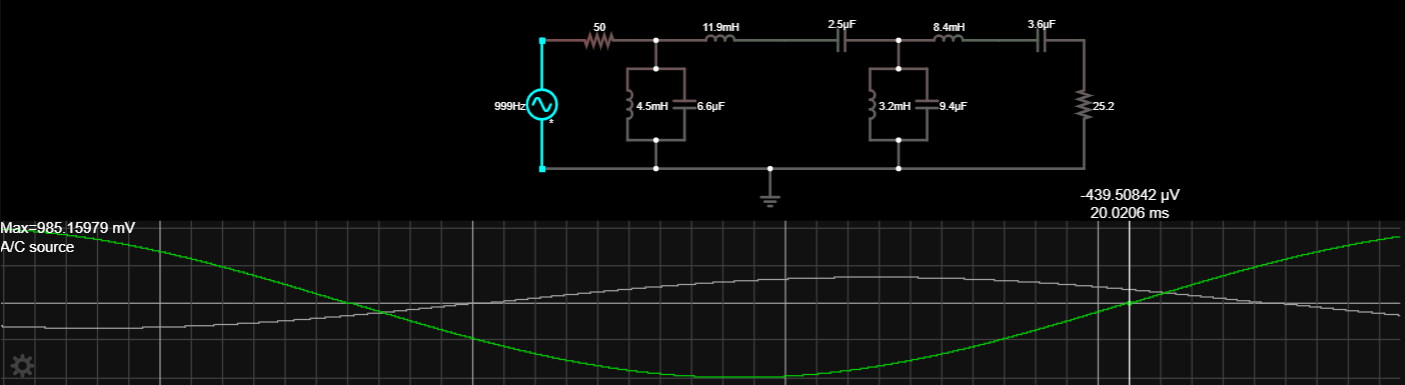 50
11.9mH
2.5µF
8.4mH
3.6µF
999Hz
4.5mH
6.6µF
3.2mH
9.4µF
25.2
-439.50842 µV
20.0206 ms
Max=985.15979 mV
A/C source